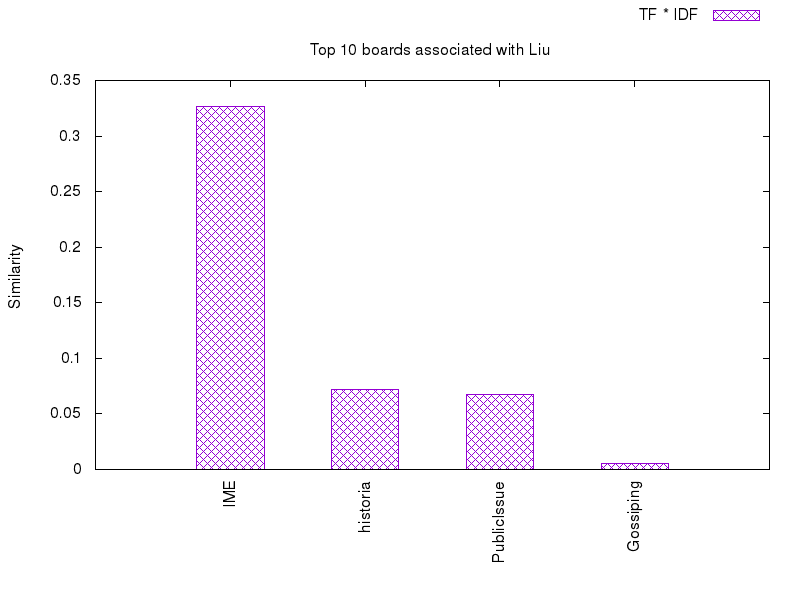 TF * IDF
Top 10 boards associated with Liu
0.35
0.3
0.25
0.2
0.15
0.1
0.05
0
Similarity
IME
historia
PublicIssue
Gossiping